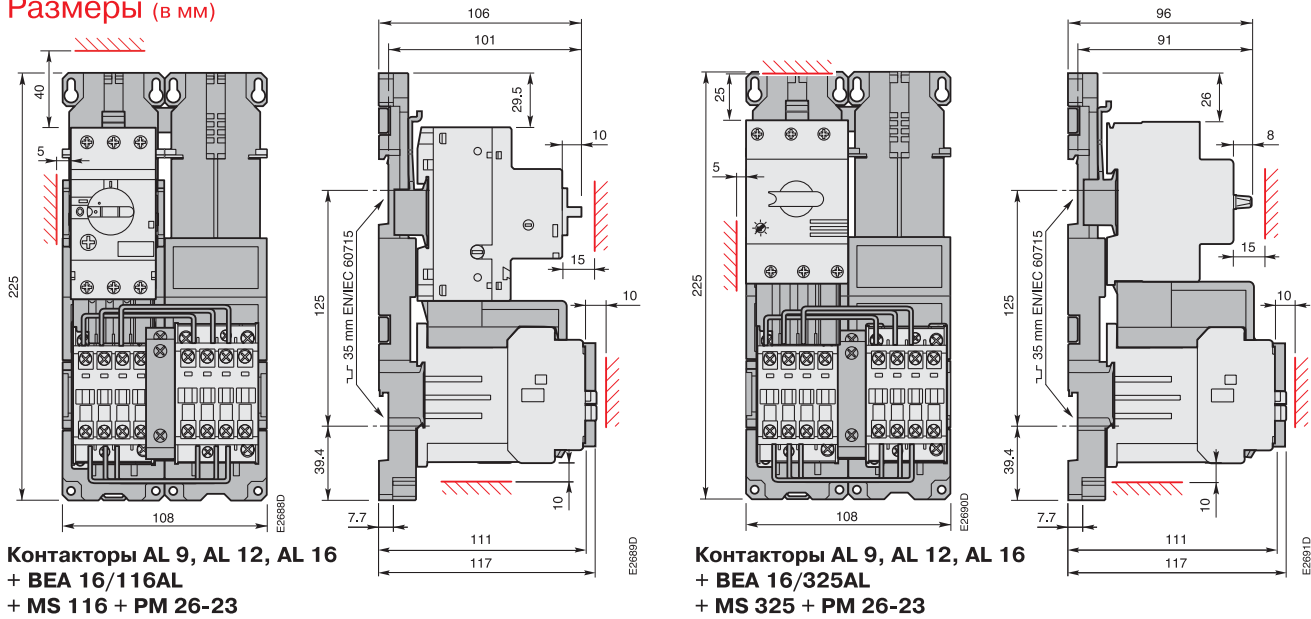 Размеры (в мм)
106
101
40
29.5
10
5
225
125
⊓ 35 mm EN/IEC 60715
15
10
39.4
10
108
7.7
111
117
E2688D
E2689D
Контакторы AL 9, AL 12, AL 16
+ BEA 16/116AL
+ MS 116 + PM 26-23
96
91
25
26
8
5
225
125
35 mm EN/IEC 60715
15
10
39.4
10
108
7.7
111
117
E2690D
E2691D
Контакторы AL 9, AL 12, AL 16
+ BEA 16/325AL
+ MS 325 + PM 26-23